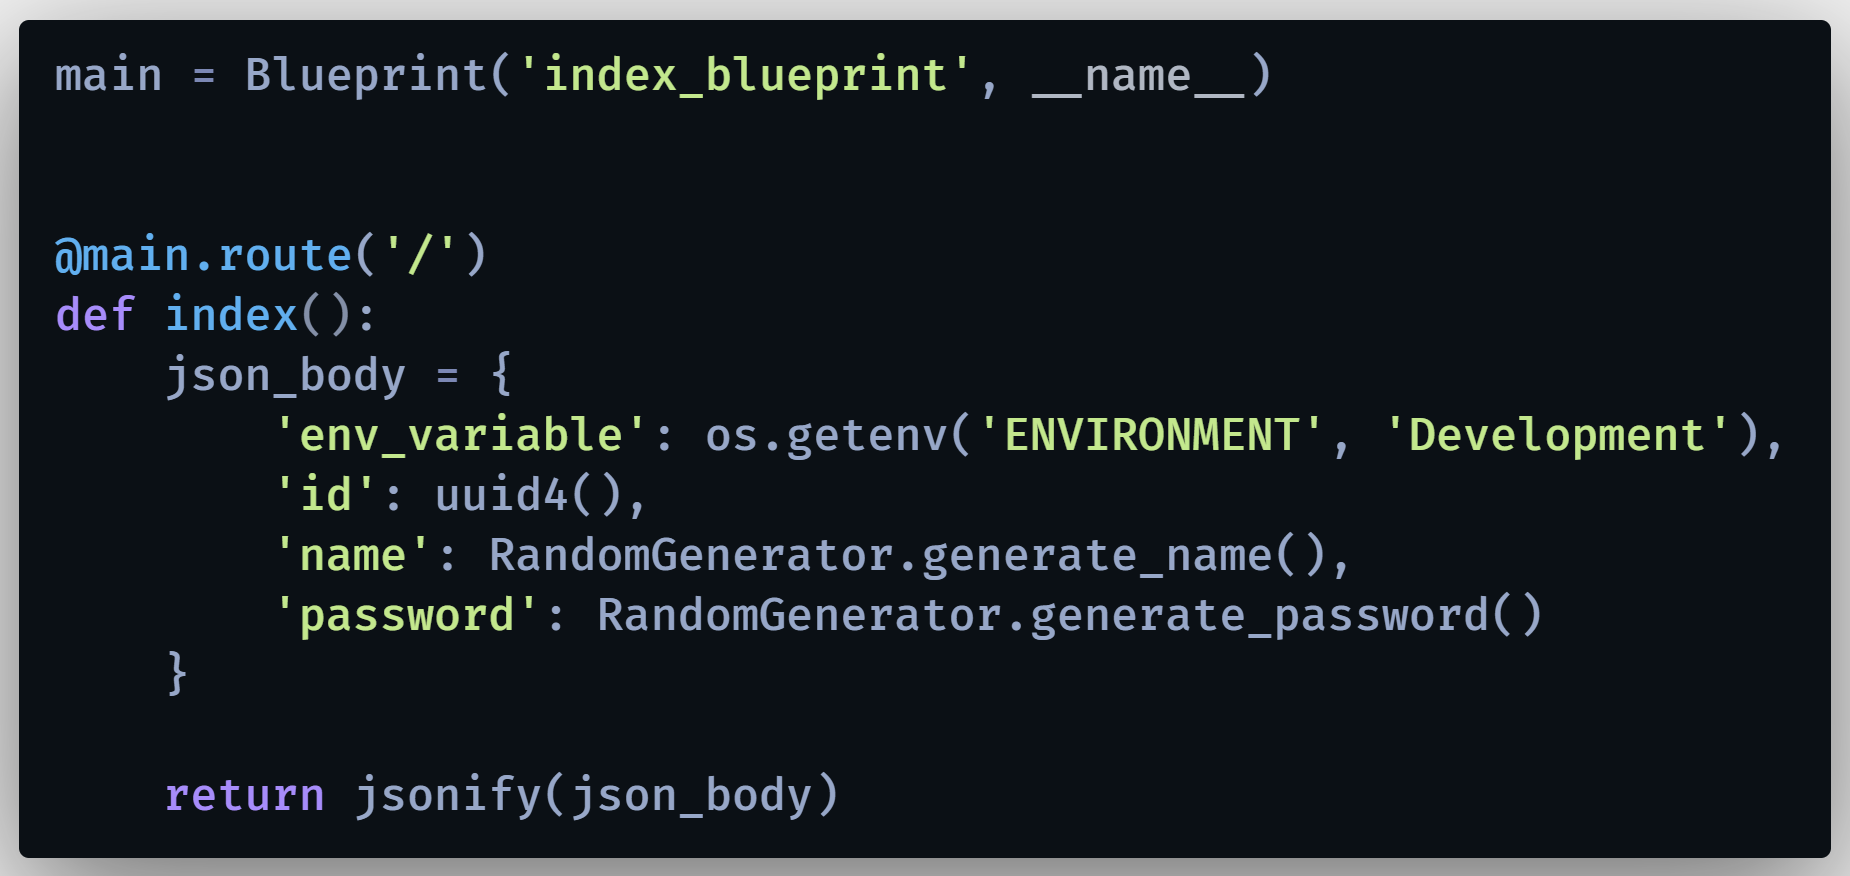 main = Blueprint('index_blueprint', __name__)
@main.route('/')
def index():
    json_body = {
        'env_variable': os.getenv('ENVIRONMENT', 'Development'),
        'id': uuid4(),
        'name': RandomGenerator.generate_name(),
        'password': RandomGenerator.generate_password()
    }
    return jsonify(json_body)